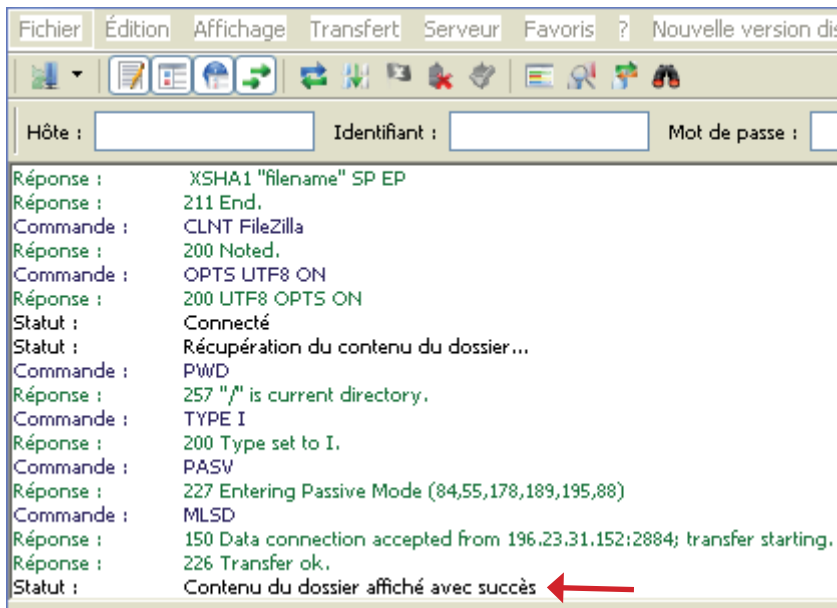 Fichier Édition Affichage Transfert Serveur Favoris ? Nouvelle version
Hôte : Identifiant : Mot de passe :
Réponse : XSHA1 "filename" SP EP
Réponse : 211 End.
Commande : CLNT FileZilla
Réponse : 200 Noted.
Commande : OPTS UTF8 ON
Réponse : 200 UTF8 OPTS ON
Statut : Connecté
Statut : Récupération du contenu du dossier...
Commande : PWD
Réponse : 257 "/" is current directory.
Commande : TYPE I
Réponse : 200 Type set to I.
Commande : PASV
Réponse : 227 Entering Passive Mode (84,55,178,189,195,88)
Commande : MLSD
Réponse : 150 Data connection accepted from 196.23.31.152:2884; transfer starting.
Réponse : 226 Transfer ok.
Statut : Contenu du dossier affiché avec succès